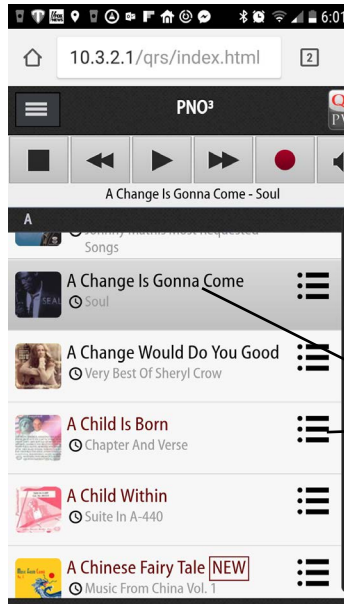 6:01
10.3.2.1/qrs/index.html
2
PNO³
A Change Is Gonna Come - Soul
A
Songs
A Change Is Gonna Come
Soul
A Change Would Do You Good
Very Best Of Sheryl Crow
A Child Is Born
Chapter And Verse
A Child Within
Suite In A-440
A Chinese Fairy Tale NEW
Music From China Vol. 1